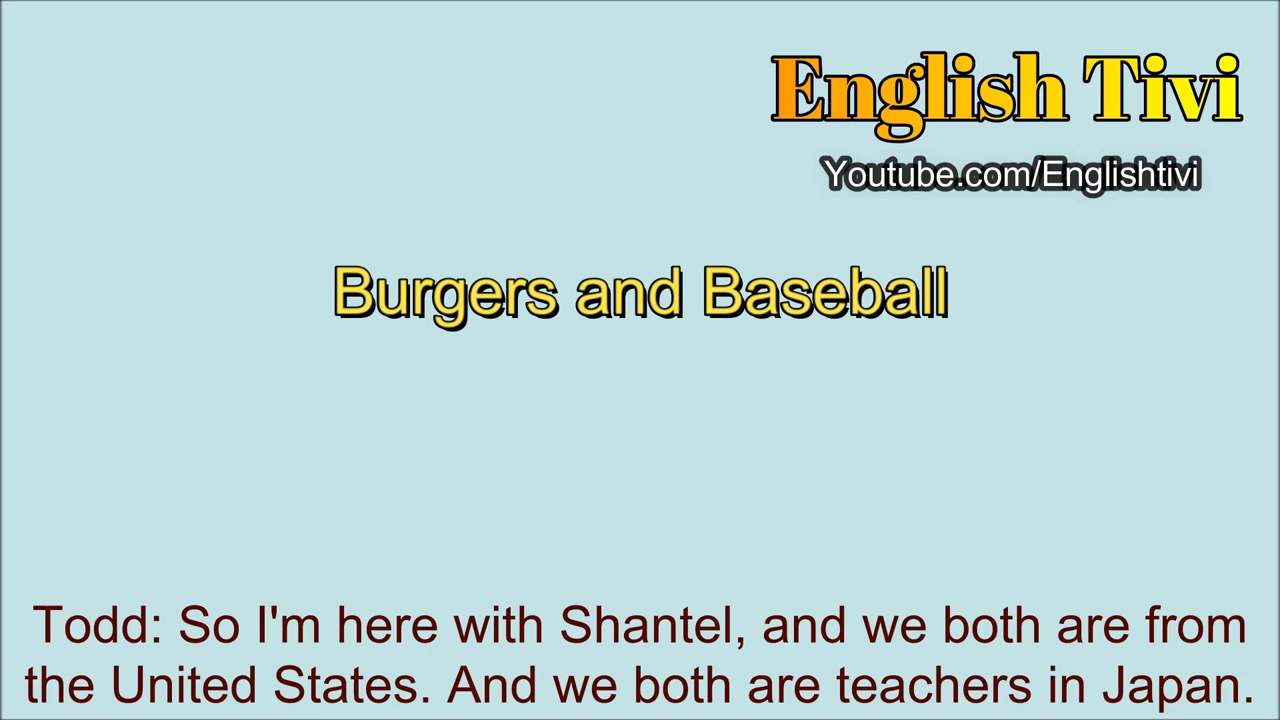 English Tivi
Youtube.com/Englishtivi
Burgers and Baseball
Todd: So I'm here with Shantel, and we both are from
the United States. And we both are teachers in Japan.